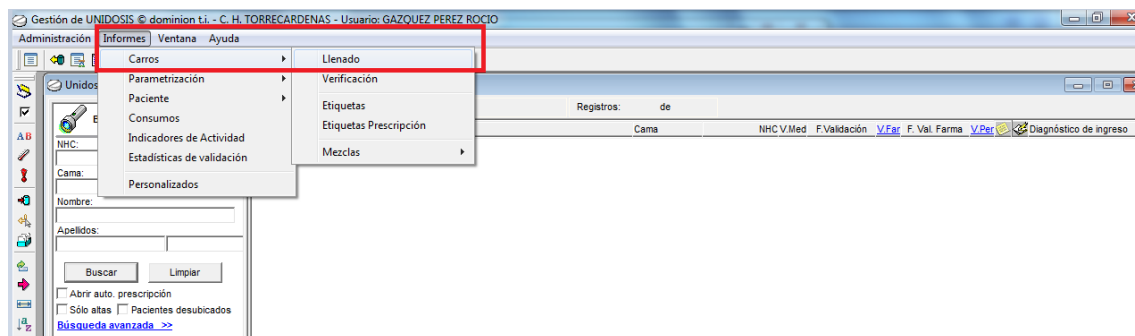 Gestión de UNIDOSIS © dominion t.i. - C. H. TORRECARDENAS - Usuario: GAZQUEZ PEREZ ROCIO
Administración Informes Ventana Ayuda
Carros Llenado
Parametrización Verificación
Unidos
Paciente Etiquetas
Registros: de
Consumos Etiquetas Prescripción
Cama NHC V.Med F.Validación V.Far F. Val. Farma V.Per Diagnóstico de ingreso
Indicadores de Actividad
NHC:
Estadísticas de validación Mezclas
Cama:
Personalizados
Nombre:
Apellidos:
Buscar Limpiar
Abrir auto. prescripción
Sólo altas Pacientes desubicados
Búsqueda avanzada >>
AB
a
z